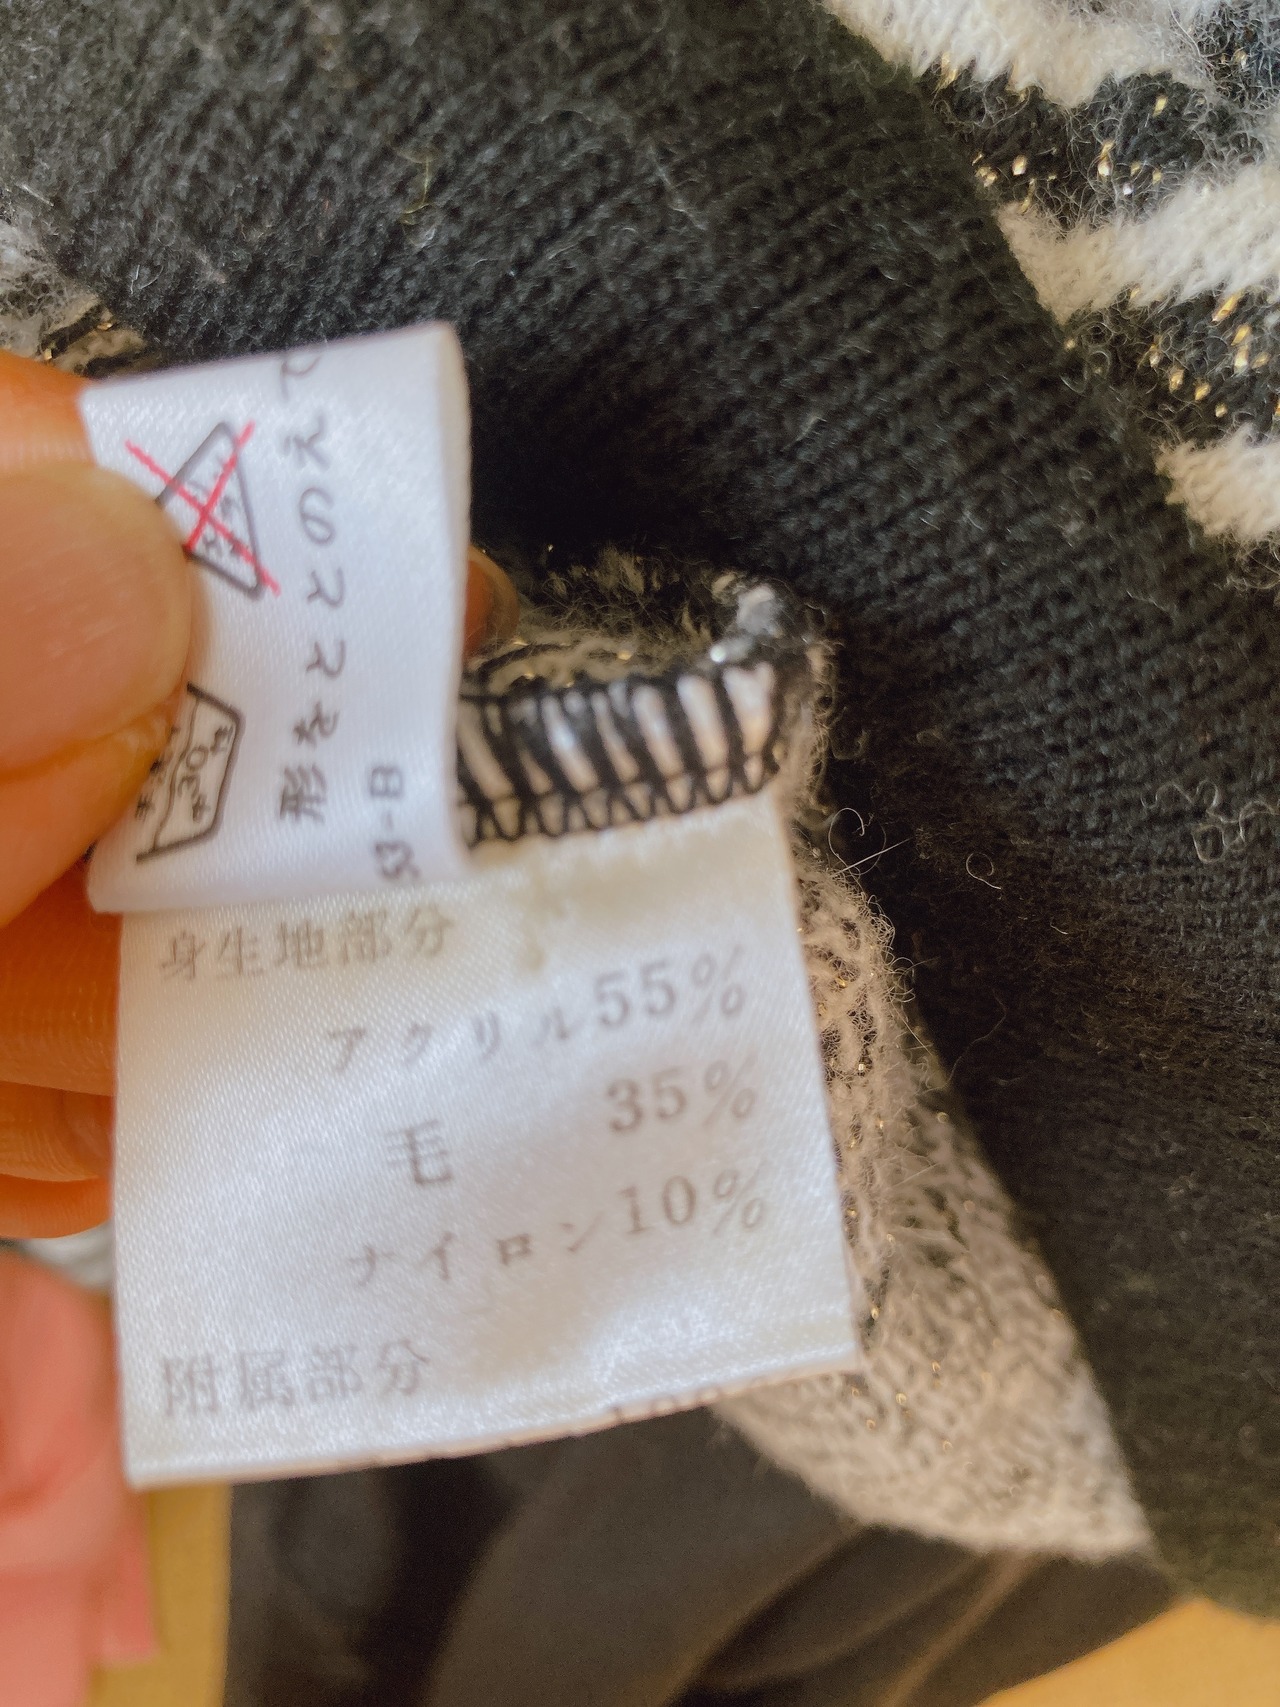 形をととのえて
53-B
身生地部分
アクリル55%
毛 35%
ナイロン10%
附属部分